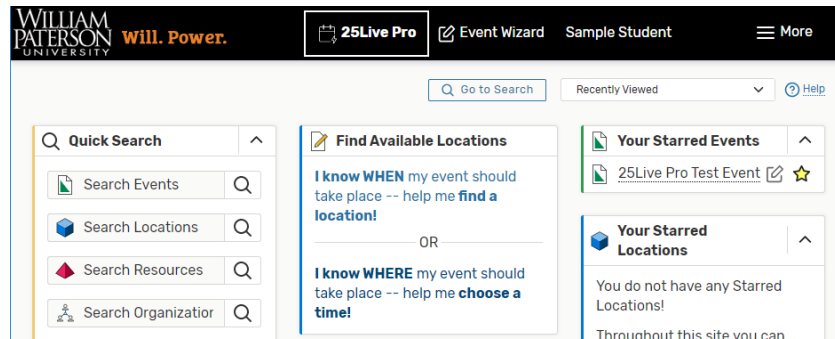 WILLIAM
PATERSON
UNIVERSITY
Will. Power.
25Live Pro
Event Wizard
Sample Student
More
Go to Search
Recently Viewed
Help
Quick Search
Search Events
Search Locations
Search Resources
Search Organization
Find Available Locations
I know WHEN my event should
take place -- help me find a
location!
OR
I know WHERE my event should
take place -- help me choose a
time!
Your Starred Events
25Live Pro Test Event
Your Starred
Locations
You do not have any Starred
Locations!
Throughout this site you can